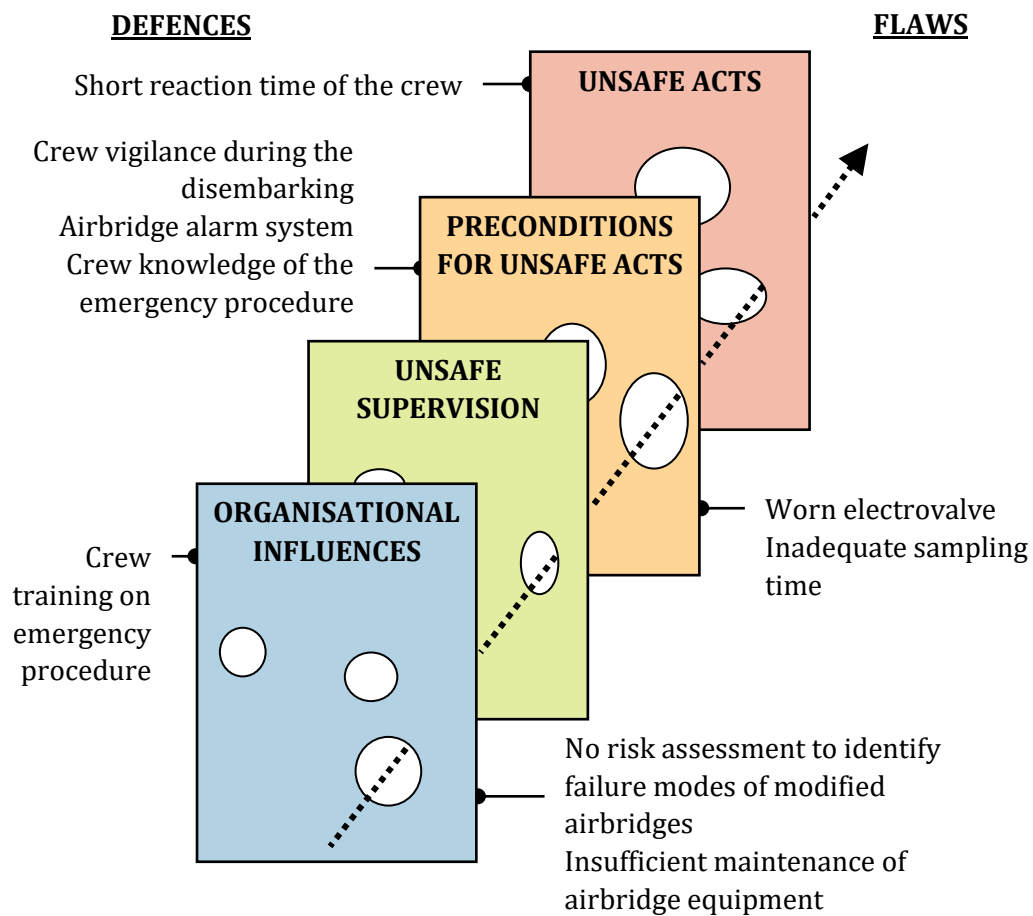 DEFENCES
FLAWS
Short reaction time of the crew
UNSAFE ACTS
Crew vigilance during the
disembarking
Airbridge alarm system
Crew knowledge of the
emergency procedure
PRECONDITIONS
FOR UNSAFE ACTS
UNSAFE
SUPERVISION
Worn electrovalve
Inadequate sampling
time
ORGANISATIONAL
INFLUENCES
Crew
training on
emergency
procedure
No risk assessment to identify
failure modes of modified
airbridges
Insufficient maintenance of
airbridge equipment